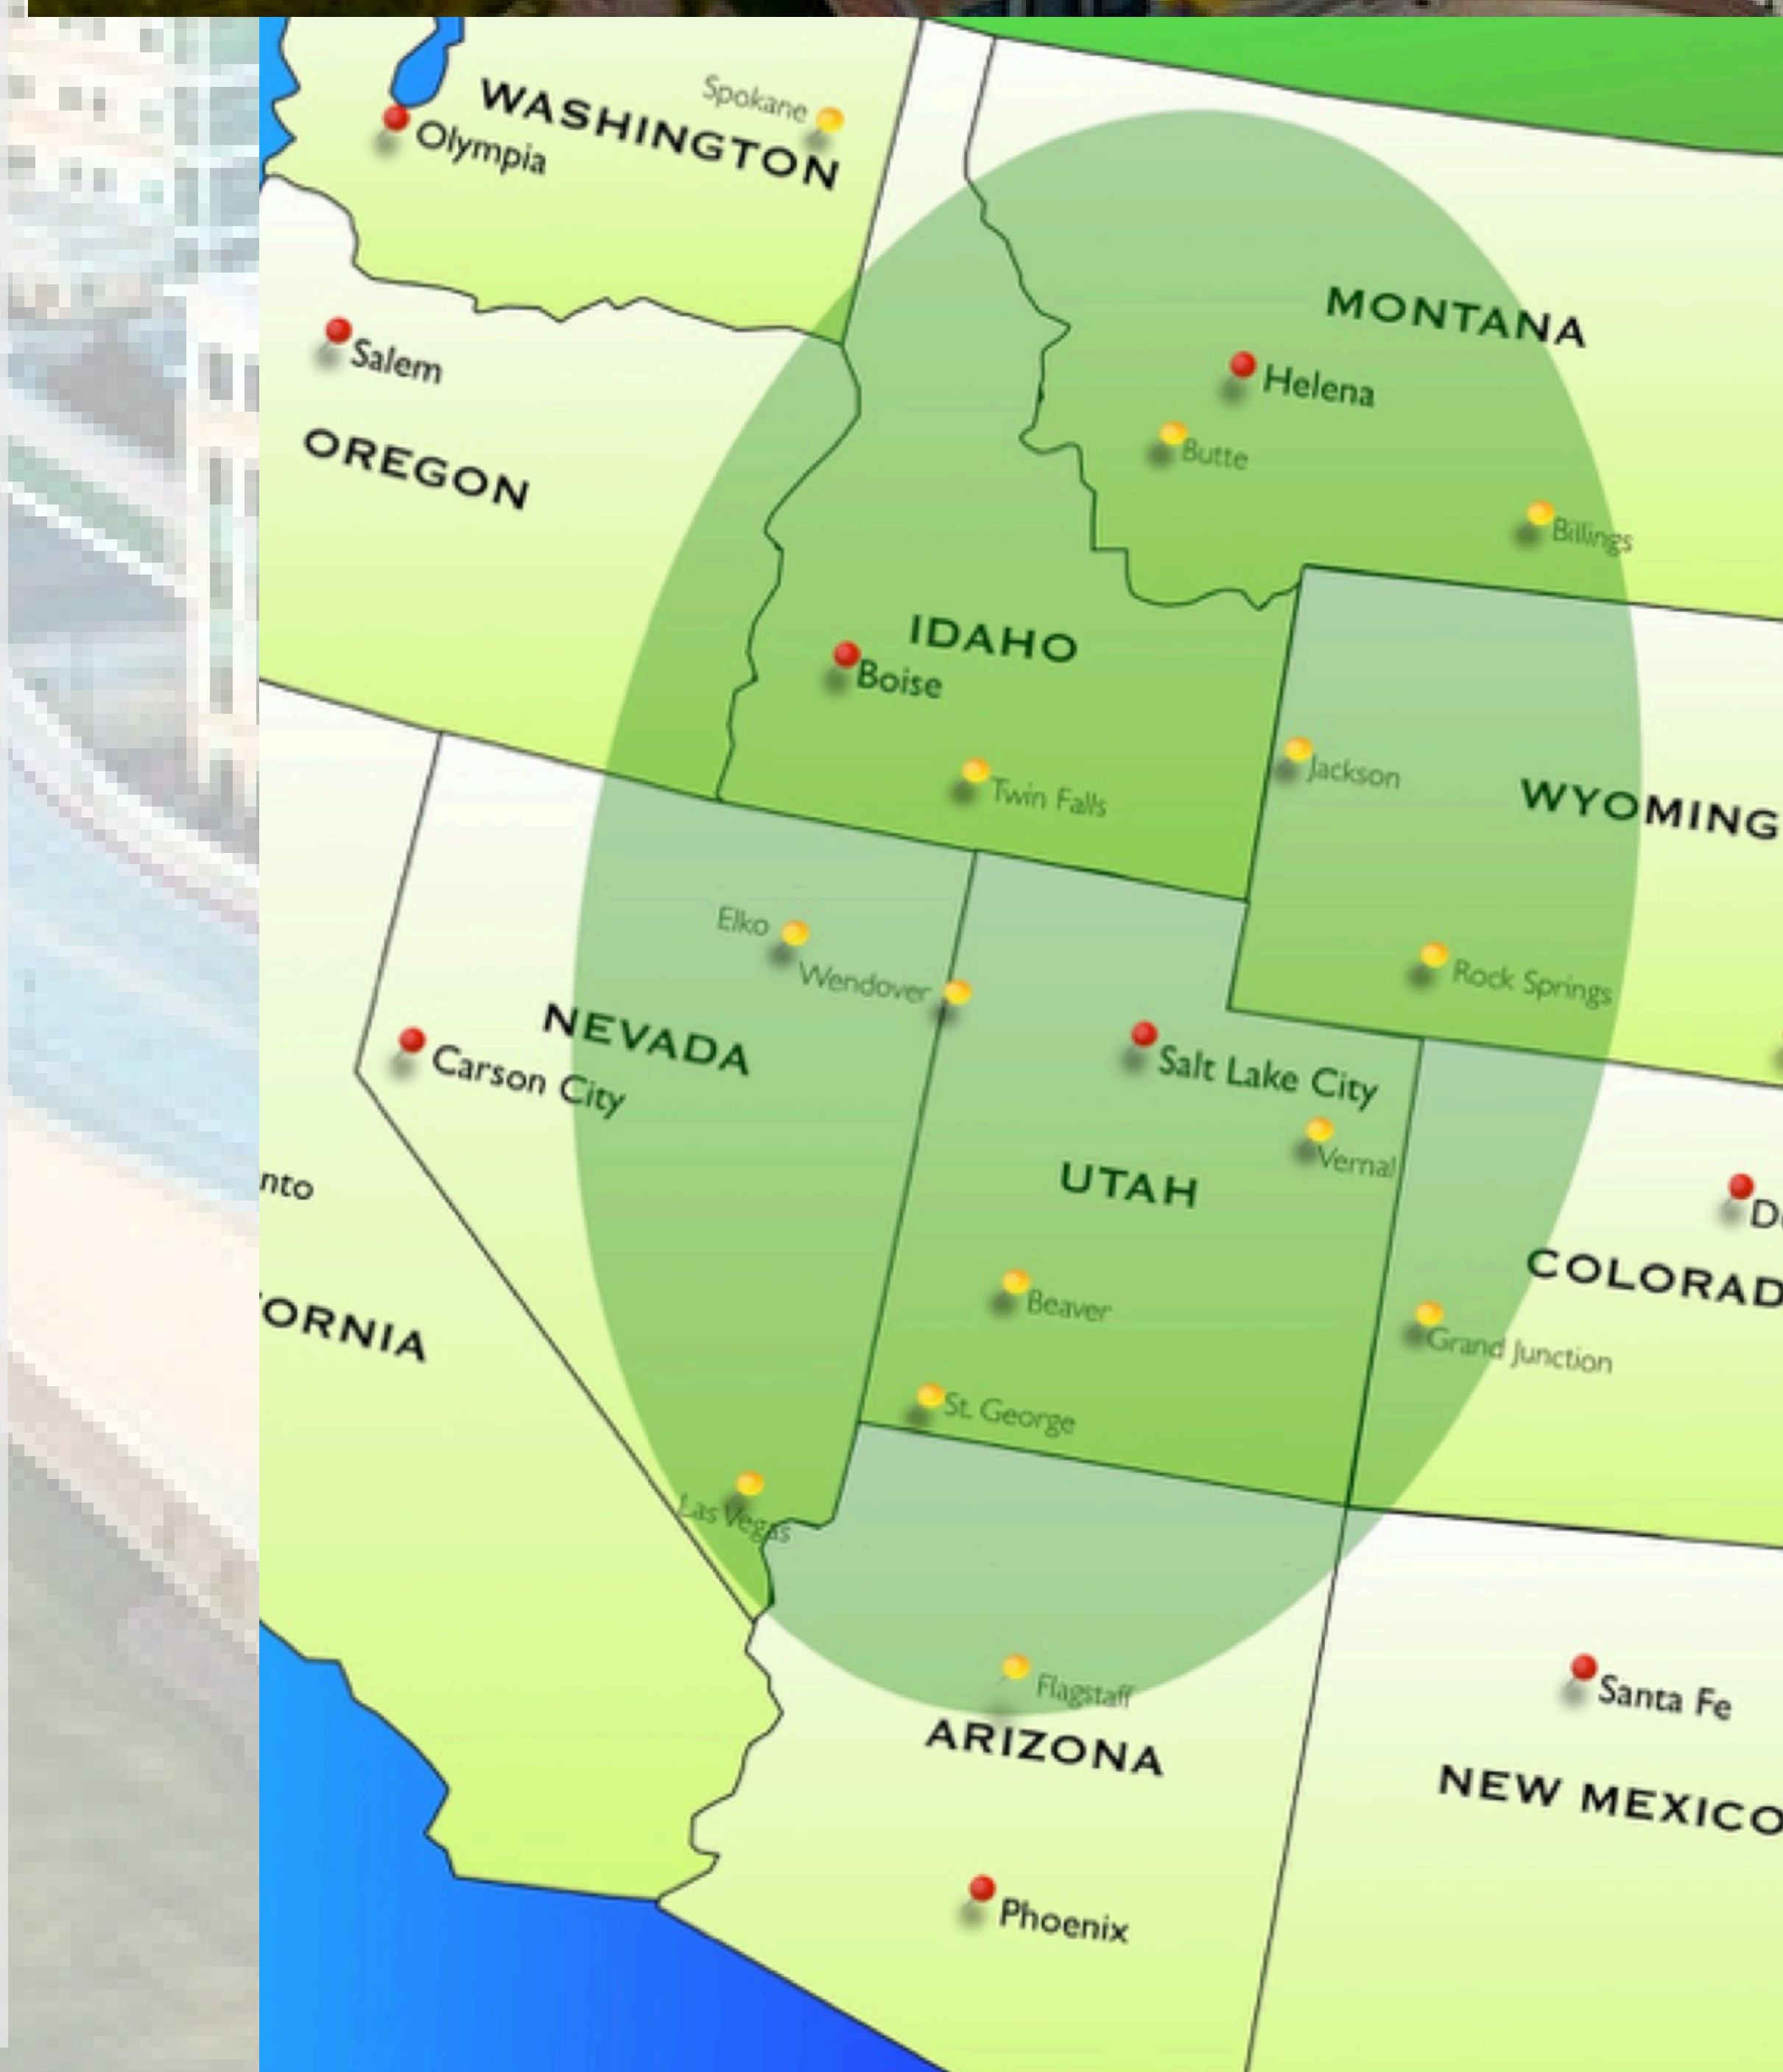 Spokane
WASHINGTON
Olympia
MONTANA
Salem
Helena
OREGON
Butte
Billings
IDAHO
Boise
Jackson
Twin Falls
WYOMING
Elko
Wendover
Rock Springs
NEVADA
Carson City
Salt Lake City
Vernal
nto
UTAH
D
COLORAD
ORNIA
Beaver
Grand Junction
St. George
Las Vegas
Flagstaff
Santa Fe
ARIZONA
NEW MEXICO
Phoenix